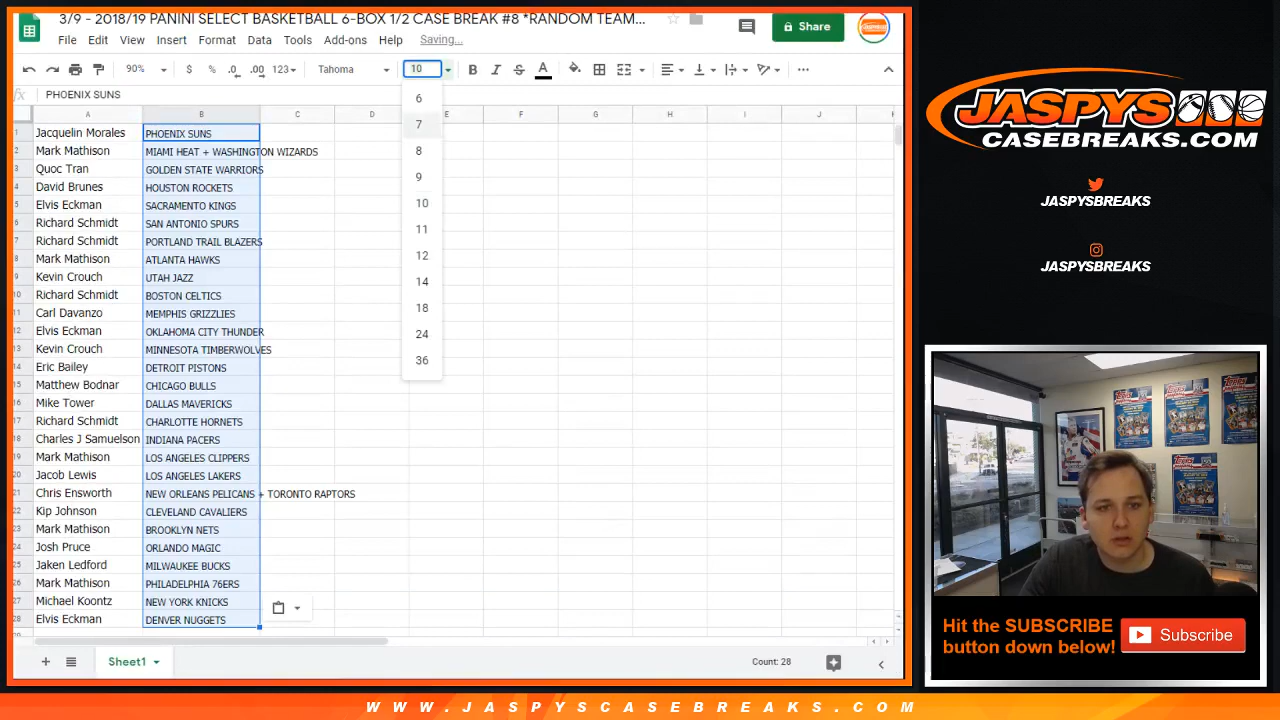 3/9 - 2018/19 PANINI SELECT BASKETBALL 6-BOX 1/2 CASE BREAK #8 *RANDOM TEAM...
Share
File Edit View Insert Format Data Tools Add-ons Help Saving...
90% $ % .0 .00 123 Tahoma 10 B I S A
fx PHOENIX SUNS
A B C D E F G H I J
1 Jacquelin Morales PHOENIX SUNS
2 Mark Mathison MIAMI HEAT + WASHINGTON WIZARDS
3 Quoc Tran GOLDEN STATE WARRIORS
4 David Brunes HOUSTON ROCKETS
5 Elvis Eckman SACRAMENTO KINGS
6 Richard Schmidt SAN ANTONIO SPURS
7 Richard Schmidt PORTLAND TRAIL BLAZERS
8 Mark Mathison ATLANTA HAWKS
9 Kevin Crouch UTAH JAZZ
10 Richard Schmidt BOSTON CELTICS
11 Carl Davanzo MEMPHIS GRIZZLIES
12 Elvis Eckman OKLAHOMA CITY THUNDER
13 Kevin Crouch MINNESOTA TIMBERWOLVES
14 Eric Bailey DETROIT PISTONS
15 Matthew Bodnar CHICAGO BULLS
16 Mike Tower DALLAS MAVERICKS
17 Richard Schmidt CHARLOTTE HORNETS
18 Charles J Samuelson INDIANA PACERS
19 Mark Mathison LOS ANGELES CLIPPERS
20 Jacob Lewis LOS ANGELES LAKERS
21 Chris Ensworth NEW ORLEANS PELICANS + TORONTO RAPTORS
22 Kip Johnson CLEVELAND CAVALIERS
23 Mark Mathison BROOKLYN NETS
24 Josh Pruce ORLANDO MAGIC
25 Jaken Ledford MILWAUKEE BUCKS
26 Mark Mathison PHILADELPHIA 76ERS
27 Michael Koontz NEW YORK KNICKS
28 Elvis Eckman DENVER NUGGETS
6
7
8
9
10
11
12
14
18
24
36
Sheet1
Count: 28
JASPYS
CASEBREAKS.COM
JASPYSBREAKS
JASPYSBREAKS
Topps
Topps
Topps
Hit the SUBSCRIBE
button down below!
Subscribe
WWW.JASPYSCASEBREAKS.COM